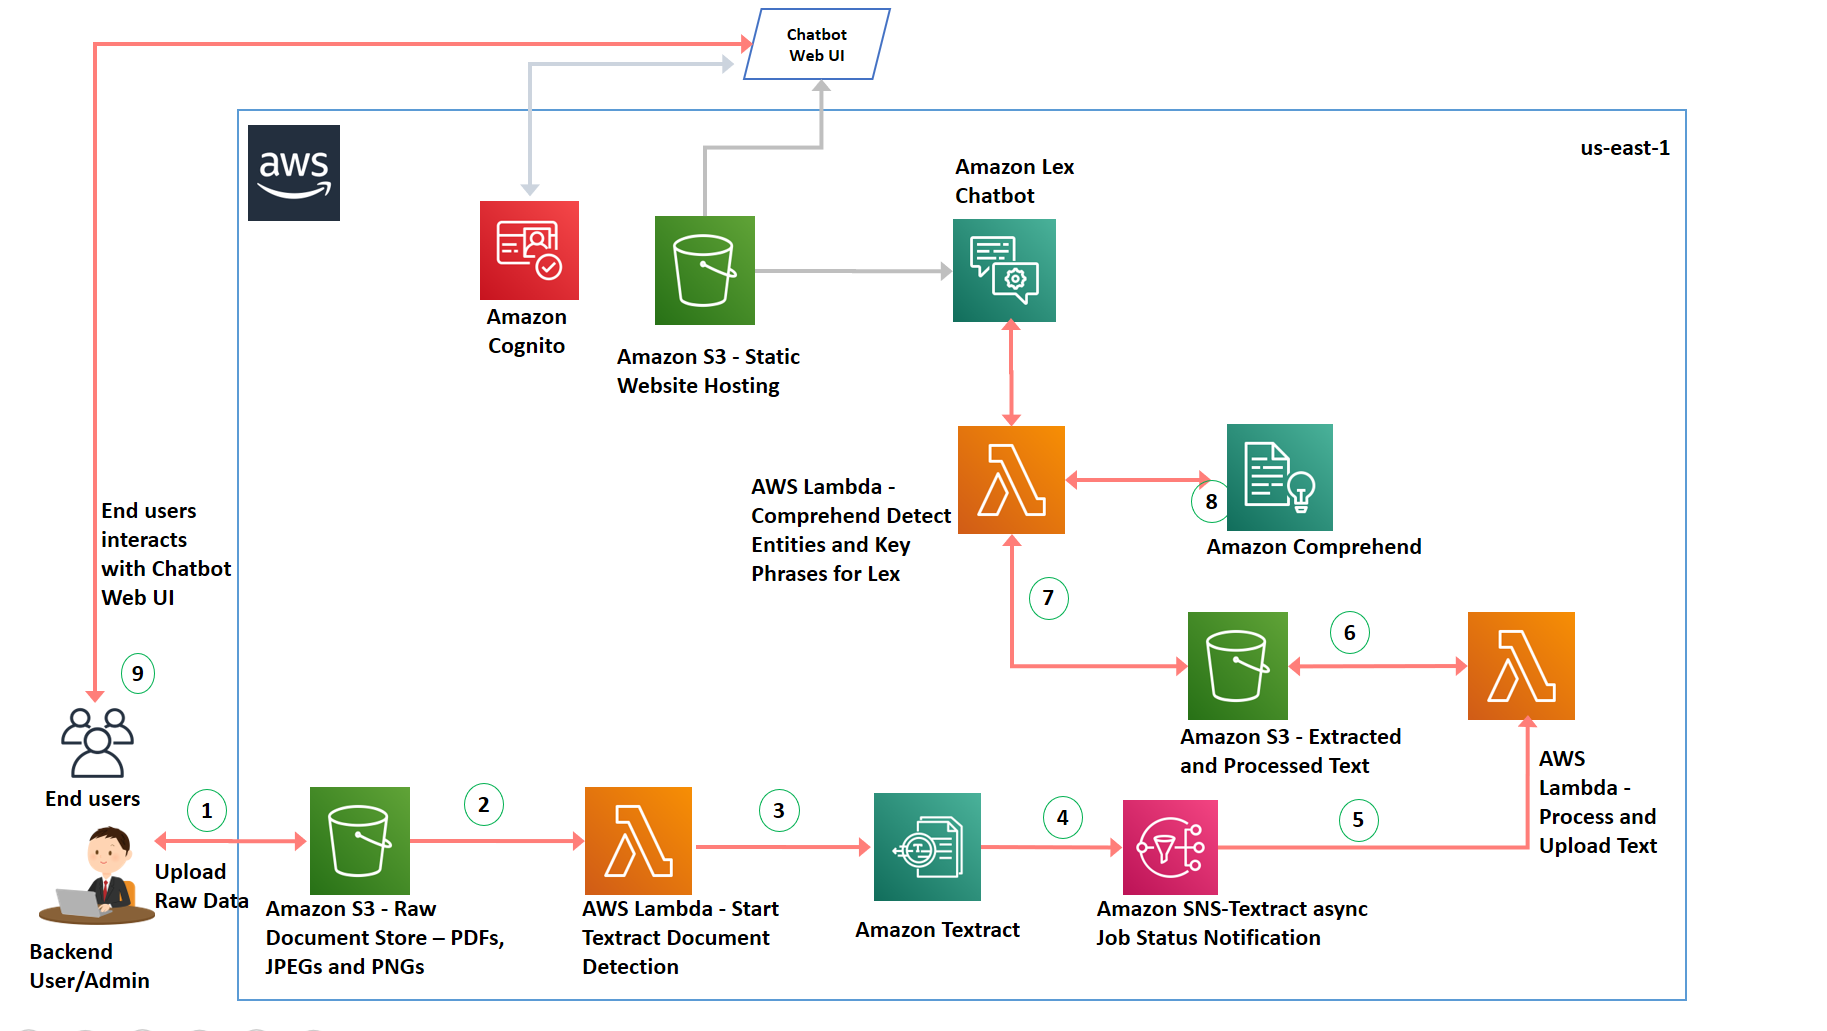 Chatbot
Web UI
aws
us-east-1
Amazon Lex
Chatbot
Amazon
Cognito
Amazon S3 - Static
Website Hosting
AWS Lambda -
Comprehend Detect
Entities and Key
Phrases for Lex
8
Amazon Comprehend
End users
interacts
with Chatbot
Web UI
7
6
9
Amazon S3 - Extracted
and Processed Text
AWS
Lambda -
Process and
Upload Text
End users
1
2
3
4
5
Upload
Raw Data
Backend
User/Admin
Amazon S3 - Raw
Document Store – PDFs,
JPEGs and PNGs
AWS Lambda - Start
Textract Document
Detection
Amazon Textract
Amazon SNS-Textract async
Job Status Notification